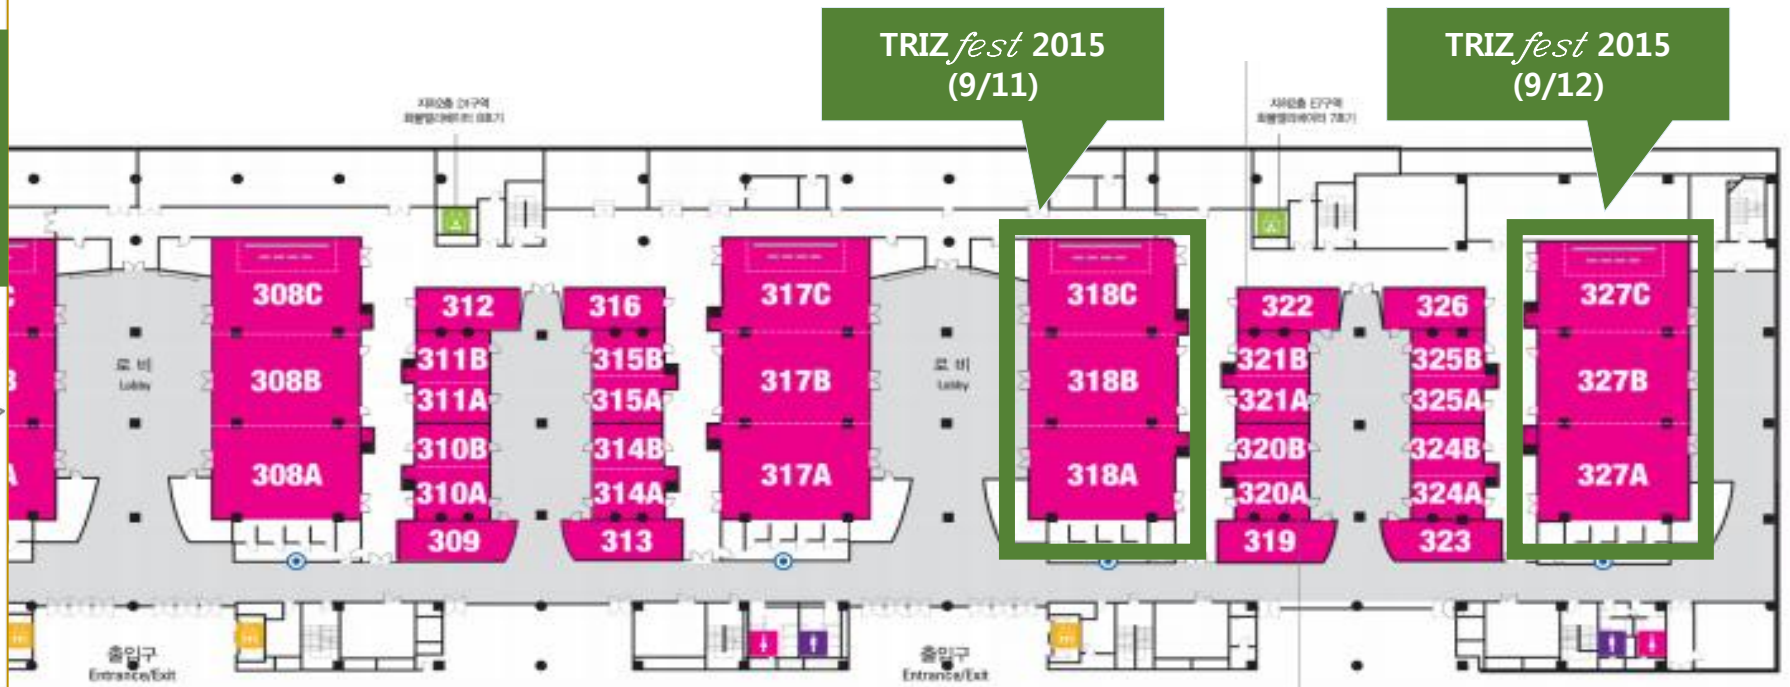 TRIZ fest 2015
(9/11)
TRIZ fest 2015
(9/12)
308C
308B
308A
312
311B
311A
310B
310A
309
316
315B
315A
314B
314A
313
317C
317B
317A
318C
318B
318A
322
321B
321A
320B
320A
319
326
325B
325A
324B
324A
323
327C
327B
327A
로 비
Lobby
로 비
Lobby
출입구
Entrance/Exit
출입구
Entrance/Exit